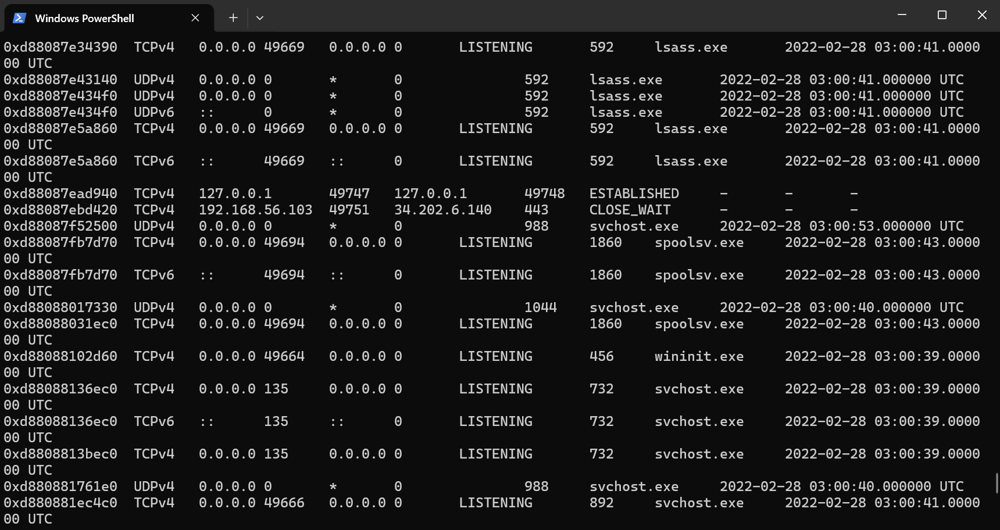 Windows PowerShell
0xd88087e34390 TCPv4 0.0.0.0 49669 0.0.0.0 0 LISTENING 592 lsass.exe 2022-02-28 03:00:41.0000
00 UTC
0xd88087e43140 UDPv4 0.0.0.0 0 * 0 592 lsass.exe 2022-02-28 03:00:41.000000 UTC
0xd88087e434f0 UDPv4 0.0.0.0 0 * 0 592 lsass.exe 2022-02-28 03:00:41.000000 UTC
0xd88087e434f0 UDPv6 :: 0 * 0 592 lsass.exe 2022-02-28 03:00:41.000000 UTC
0xd88087e5a860 TCPv4 0.0.0.0 49669 0.0.0.0 0 LISTENING 592 lsass.exe 2022-02-28 03:00:41.0000
00 UTC
0xd88087e5a860 TCPv6 :: 49669 :: 0 LISTENING 592 lsass.exe 2022-02-28 03:00:41.0000
00 UTC
0xd88087ead940 TCPv4 127.0.0.1 49747 127.0.0.1 49748 ESTABLISHED - - -
0xd88087ebd420 TCPv4 192.168.56.103 49751 34.202.6.140 443 CLOSE_WAIT - - -
0xd88087f52500 UDPv4 0.0.0.0 0 * 0 988 svchost.exe 2022-02-28 03:00:53.000000 UTC
0xd88087fb7d70 TCPv4 0.0.0.0 49694 0.0.0.0 0 LISTENING 1860 spoolsv.exe 2022-02-28 03:00:43.0000
00 UTC
0xd88087fb7d70 TCPv6 :: 49694 :: 0 LISTENING 1860 spoolsv.exe 2022-02-28 03:00:43.0000
00 UTC
0xd88088017330 UDPv4 0.0.0.0 0 * 0 1044 svchost.exe 2022-02-28 03:00:40.000000 UTC
0xd88088031ec0 TCPv4 0.0.0.0 49694 0.0.0.0 0 LISTENING 1860 spoolsv.exe 2022-02-28 03:00:43.0000
00 UTC
0xd88088102d60 TCPv4 0.0.0.0 49664 0.0.0.0 0 LISTENING 456 wininit.exe 2022-02-28 03:00:39.0000
00 UTC
0xd88088136ec0 TCPv4 0.0.0.0 135 0.0.0.0 0 LISTENING 732 svchost.exe 2022-02-28 03:00:39.0000
00 UTC
0xd88088136ec0 TCPv6 :: 135 :: 0 LISTENING 732 svchost.exe 2022-02-28 03:00:39.0000
00 UTC
0xd8808813bec0 TCPv4 0.0.0.0 135 0.0.0.0 0 LISTENING 732 svchost.exe 2022-02-28 03:00:39.0000
00 UTC
0xd880881761e0 UDPv4 0.0.0.0 0 * 0 988 svchost.exe 2022-02-28 03:00:40.000000 UTC
0xd880881ec4c0 TCPv4 0.0.0.0 49666 0.0.0.0 0 LISTENING 892 svchost.exe 2022-02-28 03:00:41.0000
00 UTC